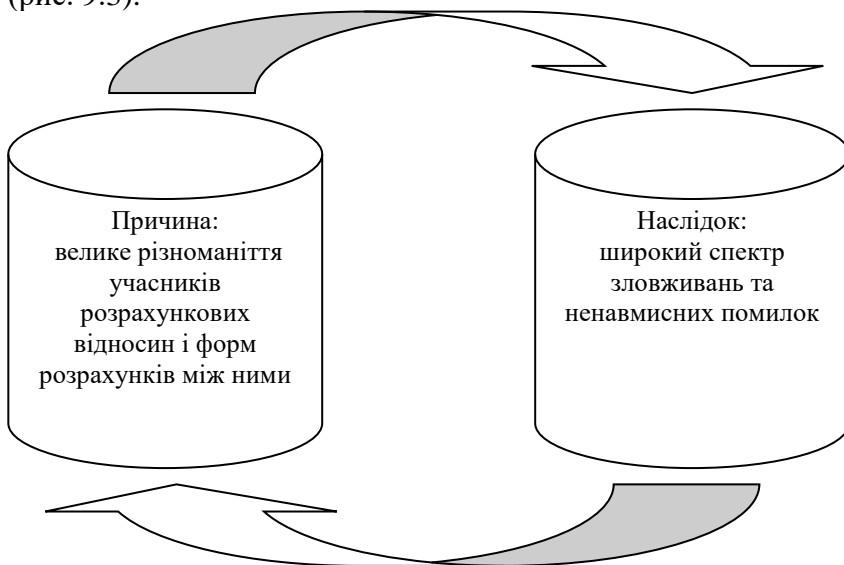 (рис. 9.3).
Причина:
велике різноманіття
учасників
розрахункових
відносин і форм
розрахунків між ними
Наслідок:
широкий спектр
зловживань та
ненавмисних помилок